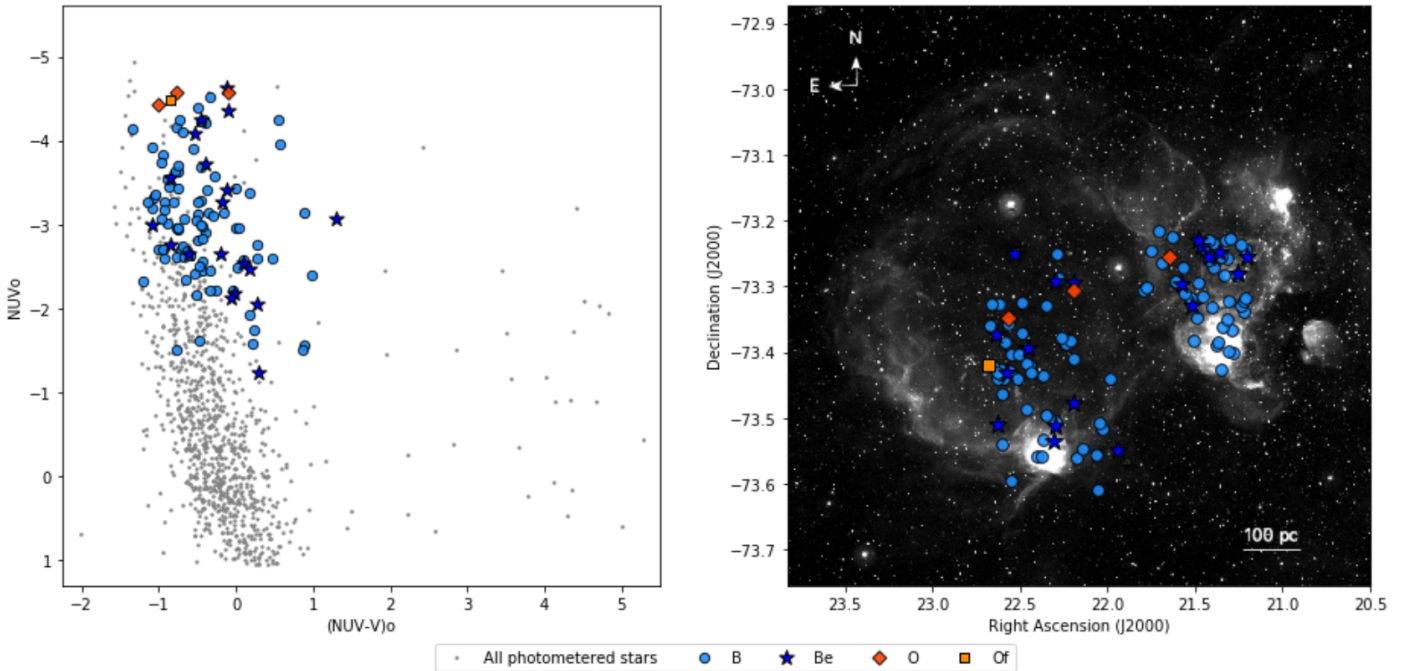 −5
−4
−3
−2
−1
0
1
NUVo
−2 −1 0 1 2 3 4 5
(NUV-V)o
−72.9
−73.0
−73.1
−73.2
−73.3
−73.4
−73.5
−73.6
−73.7
Declination (J2000)
N
E
100 pc
23.5 23.0 22.5 22.0 21.5 21.0 20.5
Right Ascension (J2000)
All photometered stars B Be O Of